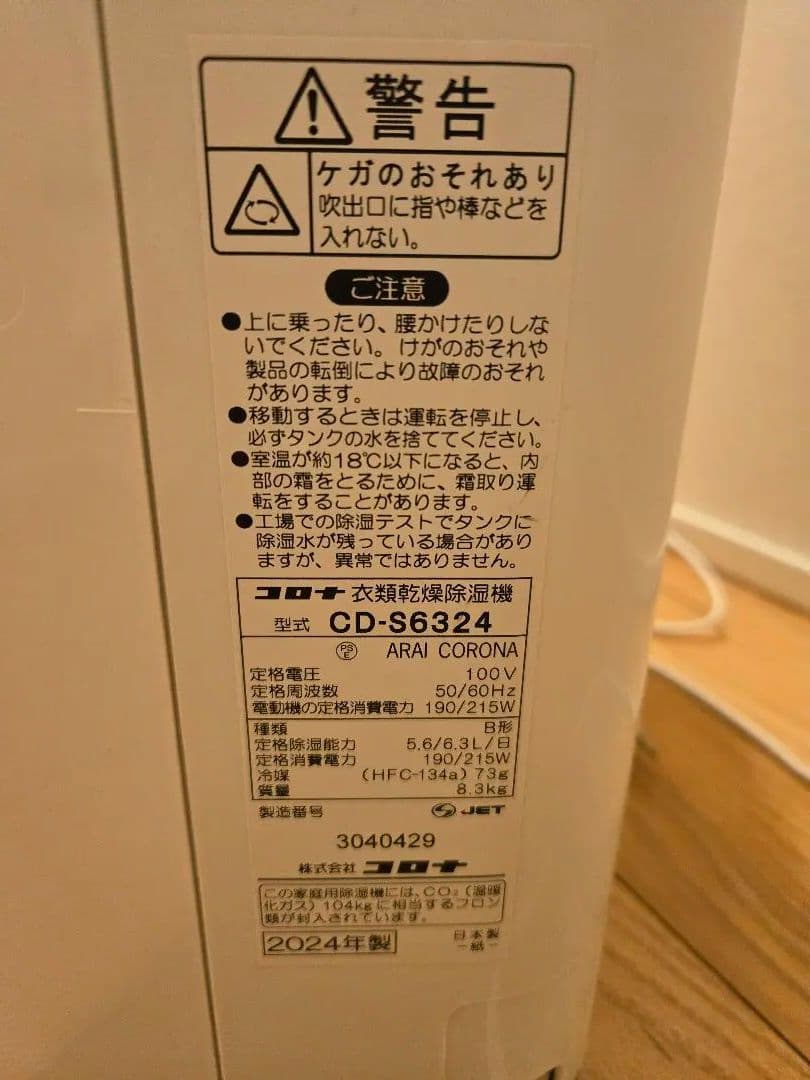 警告
ケガのおそれあり
吹出口に指や棒などを
入れない。
ご注意
●上に乗ったり、腰かけたりしな
いでください。けがのおそれや
製品の転倒により故障のおそれ
があります。
●移動するときは運転を停止し、
必ずタンクの水を捨ててください。
●室温が約18℃以下になると、内
部の霜をとるために、霜取り運
転をすることがあります。
●工場での除湿テストでタンクに
除湿水が残っている場合があり
ますが、異常ではありません。
コロナ 衣類乾燥除湿機
型式 CD-S6324
PS E ARAI CORONA
定格電圧 100V
定格周波数 50/60Hz
電動機の定格消費電力 190/215W
種類 B形
定格除湿能力 5.6/6.3L/日
定格消費電力 190/215W
冷媒 (HFC-134a) 73g
質量 8.3kg
製造番号 JET
3040429
株式会社 コロナ
この家庭用除湿機には、CO₂(温暖
化ガス)104kgに相当するフロン
類が封入されています。
2024年製 日本製
-紙-